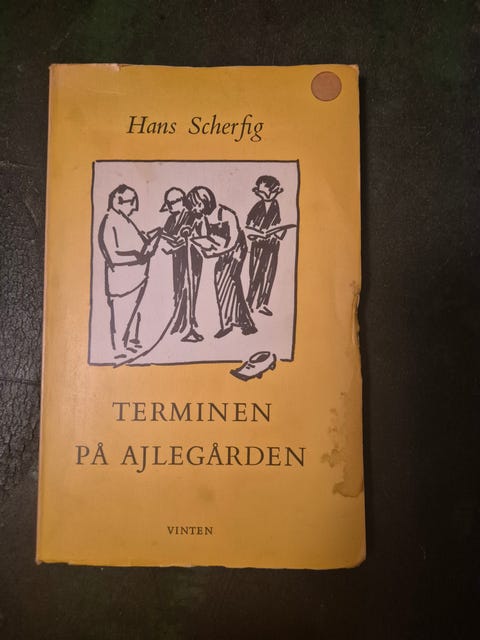 Hans Scherfig
TERMINEN
PÅ AJLEGÅRDEN
VINTEN